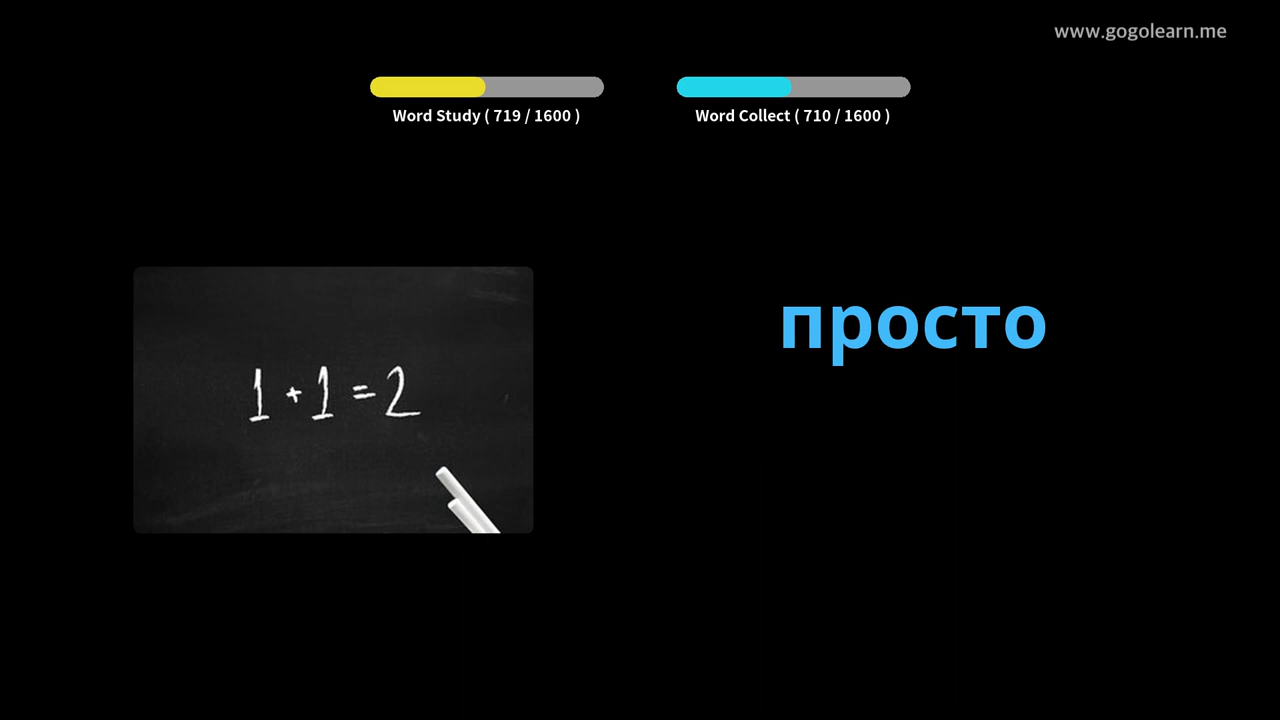 www.gogolearn.me
Word Study ( 719 / 1600 )
Word Collect ( 710 / 1600 )
просто
1 + 1 = 2